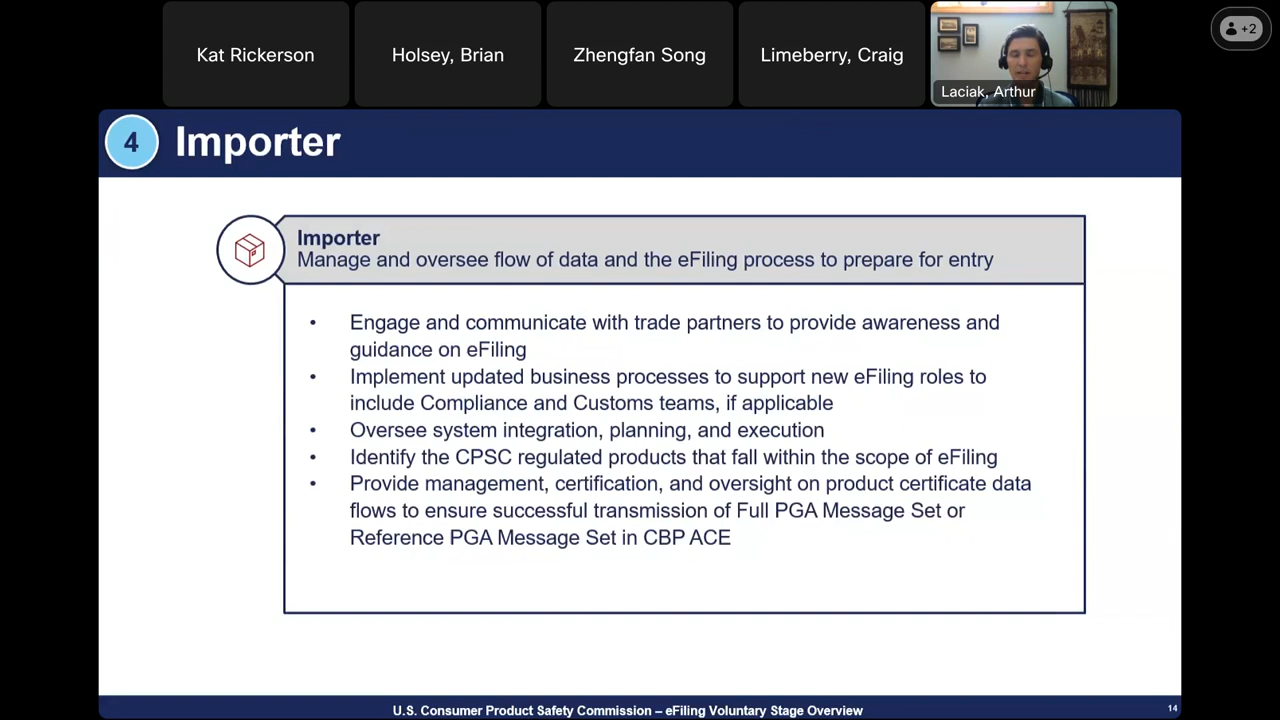 Kat Rickerson
Holsey, Brian
Zhengfan Song
Limeberry, Craig
Laciak, Arthur
+2
4
Importer
Importer
Manage and oversee flow of data and the eFiling process to prepare for entry
• Engage and communicate with trade partners to provide awareness and
guidance on eFiling
• Implement updated business processes to support new eFiling roles to
include Compliance and Customs teams, if applicable
• Oversee system integration, planning, and execution
• Identify the CPSC regulated products that fall within the scope of eFiling
• Provide management, certification, and oversight on product certificate data
flows to ensure successful transmission of Full PGA Message Set or
Reference PGA Message Set in CBP ACE
U.S. Consumer Product Safety Commission – eFiling Voluntary Stage Overview
14